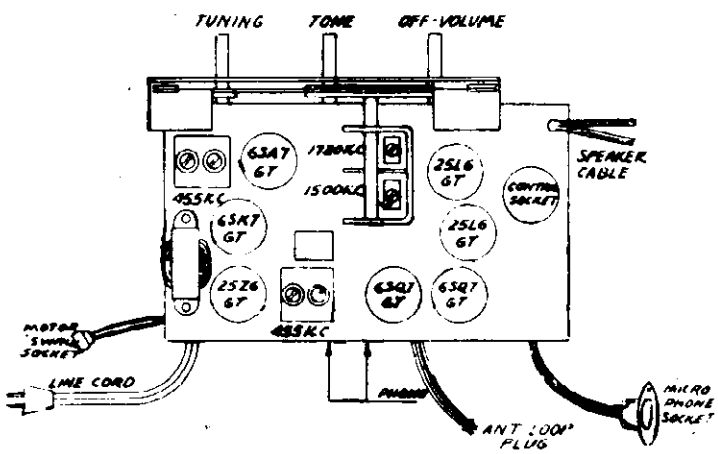 TUNING
TONE
OFF-VOLUME
6SA7
GT
1720KC
1500KC
25L6
GT
SPEAKER
CABLE
CONTROL
SOCKET
455KC
6SK7
GT
25L6
GT
25Z6
GT
455KC
6SQ7
GT
6SQ7
GT
MOTOR
SWITCH
SOCKET
LINE CORD
PHONO
ANT LOOP
PLUG
MICRO
PHONE
SOCKET